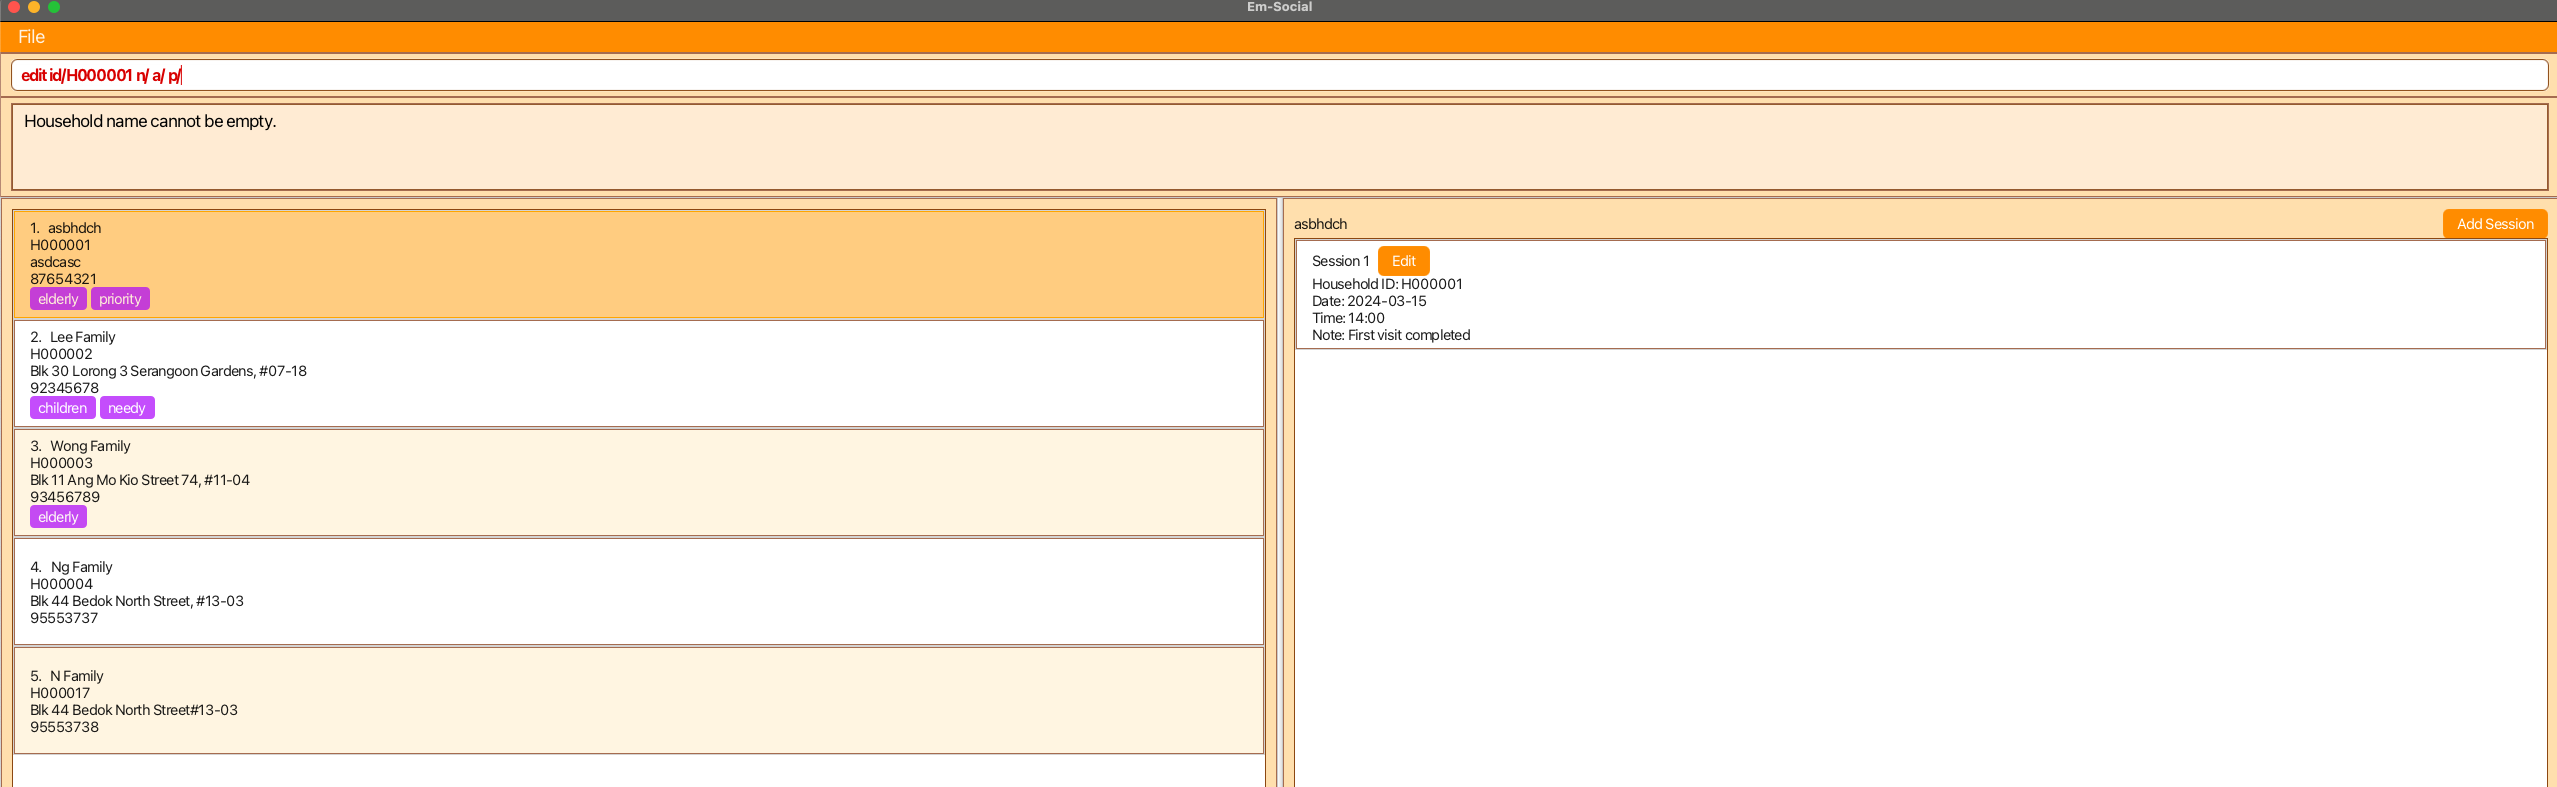 Em-Social
File
edit id/H000001 n/ a/ p/
Household name cannot be empty.
1. asbhdch
H000001
asdcasc
87654321
elderly priority
2. Lee Family
H000002
Blk 30 Lorong 3 Serangoon Gardens, #07-18
92345678
children needy
3. Wong Family
H000003
Blk 11 Ang Mo Kio Street 74, #11-04
93456789
elderly
4. Ng Family
H000004
Blk 44 Bedok North Street, #13-03
95553737
5. N Family
H000017
Blk 44 Bedok North Street#13-03
95553738
asbhdch
Add Session
Session 1 Edit
Household ID: H000001
Date: 2024-03-15
Time: 14:00
Note: First visit completed